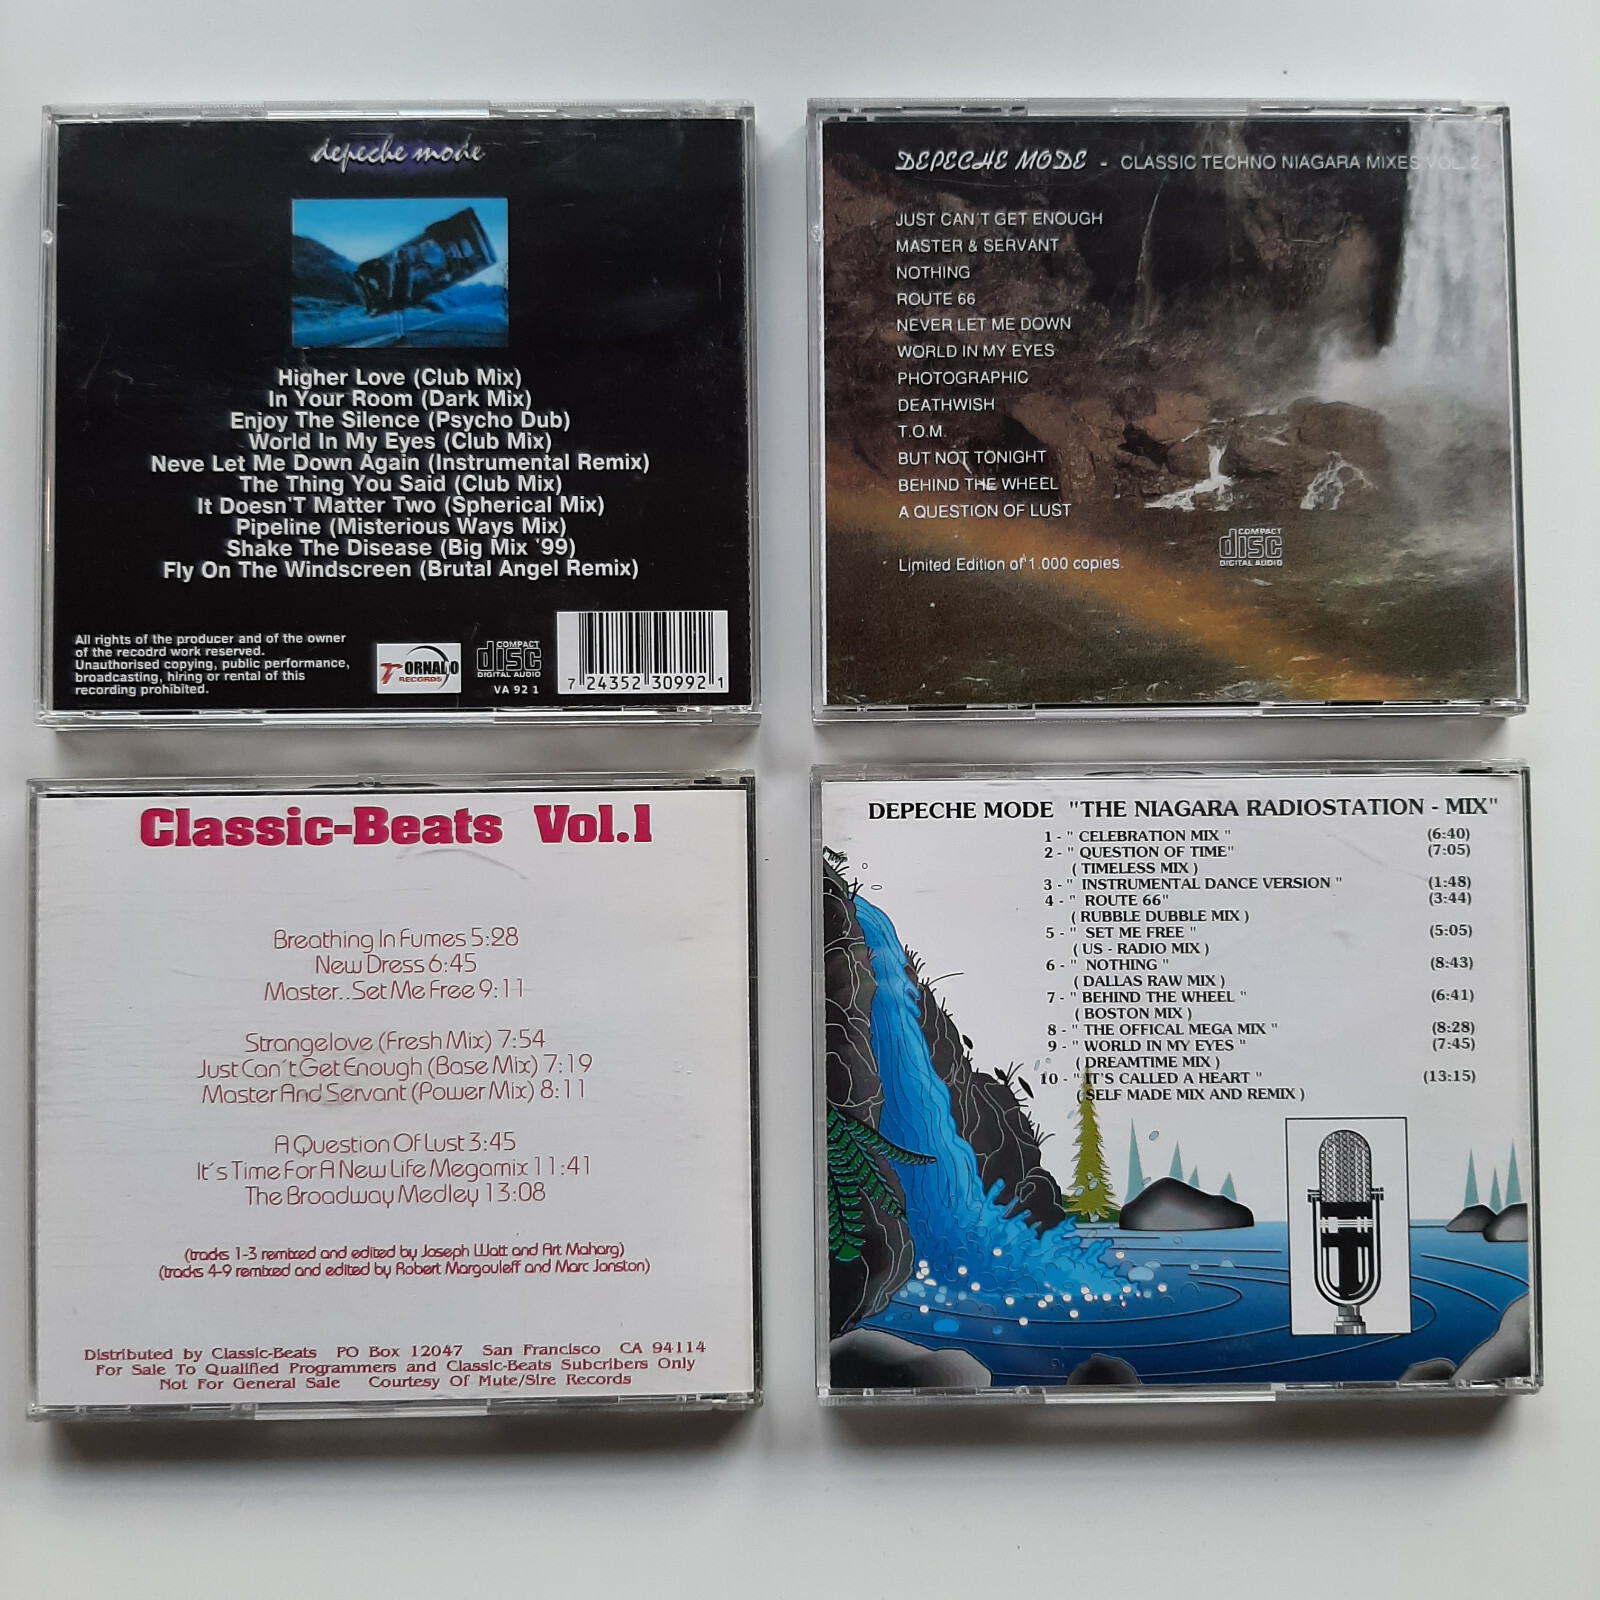 depeche mode
Higher Love (Club Mix)
In Your Room (Dark Mix)
Enjoy The Silence (Psycho Dub)
World In My Eyes (Club Mix)
Neve Let Me Down Again (Instrumental Remix)
The Thing You Said (Club Mix)
It Doesn'T Matter Two (Spherical Mix)
Pipeline (Misterious Ways Mix)
Shake The Disease (Big Mix '99)
Fly On The Windscreen (Brutal Angel Remix)
All rights of the producer and of the owner
of the recodrd work reserved.
Unauthorised copying, public performance,
broadcasting, hiring or rental of this
recording prohibited.
TORNADO
RECORDS
COMPACT
disc
DIGITAL AUDIO
VA 92 1
7 24352 30992 1
DEPECHE MODE - CLASSIC TECHNO NIAGARA MIXES VOL. 2
JUST CAN´T GET ENOUGH
MASTER & SERVANT
NOTHING
ROUTE 66
NEVER LET ME DOWN
WORLD IN MY EYES
PHOTOGRAPHIC
DEATHWISH
T.O.M.
BUT NOT TONIGHT
BEHIND THE WHEEL
A QUESTION OF LUST
Limited Edition of 1.000 copies.
COMPACT
disc
DIGITAL AUDIO
Classic-Beats Vol.1
Breathing In Fumes 5:28
New Dress 6:45
Master..Set Me Free 9:11
Strangelove (Fresh Mix) 7:54
Just Can´t Get Enough (Base Mix) 7:19
Master And Servant (Power Mix) 8:11
A Question Of Lust 3:45
It´s Time For A New Life Megamix 11:41
The Broadway Medley 13:08
(tracks 1-3 remixed and edited by Joseph Watt and Art Maharg)
(tracks 4-9 remixed and edited by Robert Margouleff and Marc Jonston)
Distributed by Classic-Beats PO Box 12047 San Francisco CA 94114
For Sale To Qualified Programmers and Classic-Beats Subcribers Only
Not For General Sale Courtesy Of Mute/Sire Records
DEPECHE MODE "THE NIAGARA RADIOSTATION - MIX"
1 - " CELEBRATION MIX " (6:40)
2 - " QUESTION OF TIME" (7:05)
( TIMELESS MIX )
3 - " INSTRUMENTAL DANCE VERSION " (1:48)
4 - " ROUTE 66" (3:44)
( RUBBLE DUBBLE MIX )
5 - " SET ME FREE " (5:05)
( US - RADIO MIX )
6 - " NOTHING " (8:43)
( DALLAS RAW MIX )
7 - " BEHIND THE WHEEL " (6:41)
( BOSTON MIX )
8 - " THE OFFICAL MEGA MIX " (8:28)
9 - " WORLD IN MY EYES " (7:45)
( DREAMTIME MIX )
10 - " IT'S CALLED A HEART " (13:15)
( SELF MADE MIX AND REMIX )